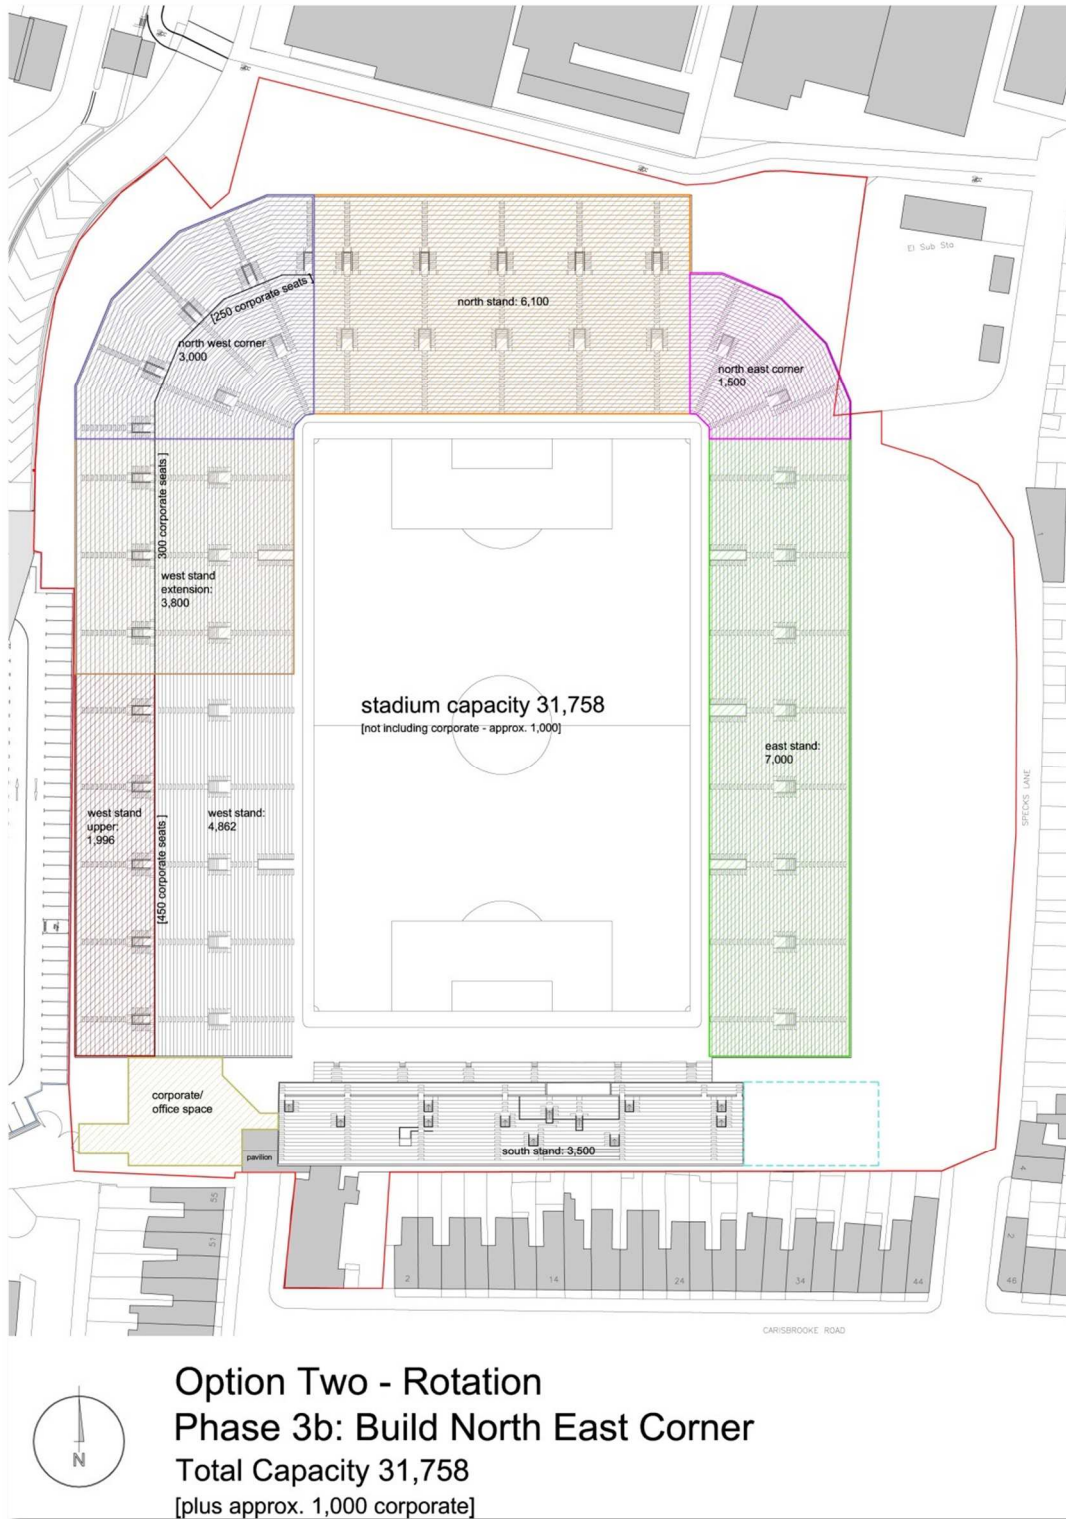 El Sub Sta
[250 corporate seats ]
north stand: 6,100
north west corner
3,000
north east corner
1,500
300 corporate seats ]
west stand
extension:
3,800
stadium capacity 31,758
[not including corporate - approx. 1,000]
east stand:
7,000
SPECKS LANE
west stand
upper:
1,996
west stand:
4,862
[450 corporate seats ]
corporate/
office space
pavilion
south stand: 3,500
55
51
2
14
24
34
44
46
2
4
1
CARISBROOKE ROAD
N
Option Two - Rotation
Phase 3b: Build North East Corner
Total Capacity 31,758
[plus approx. 1,000 corporate]